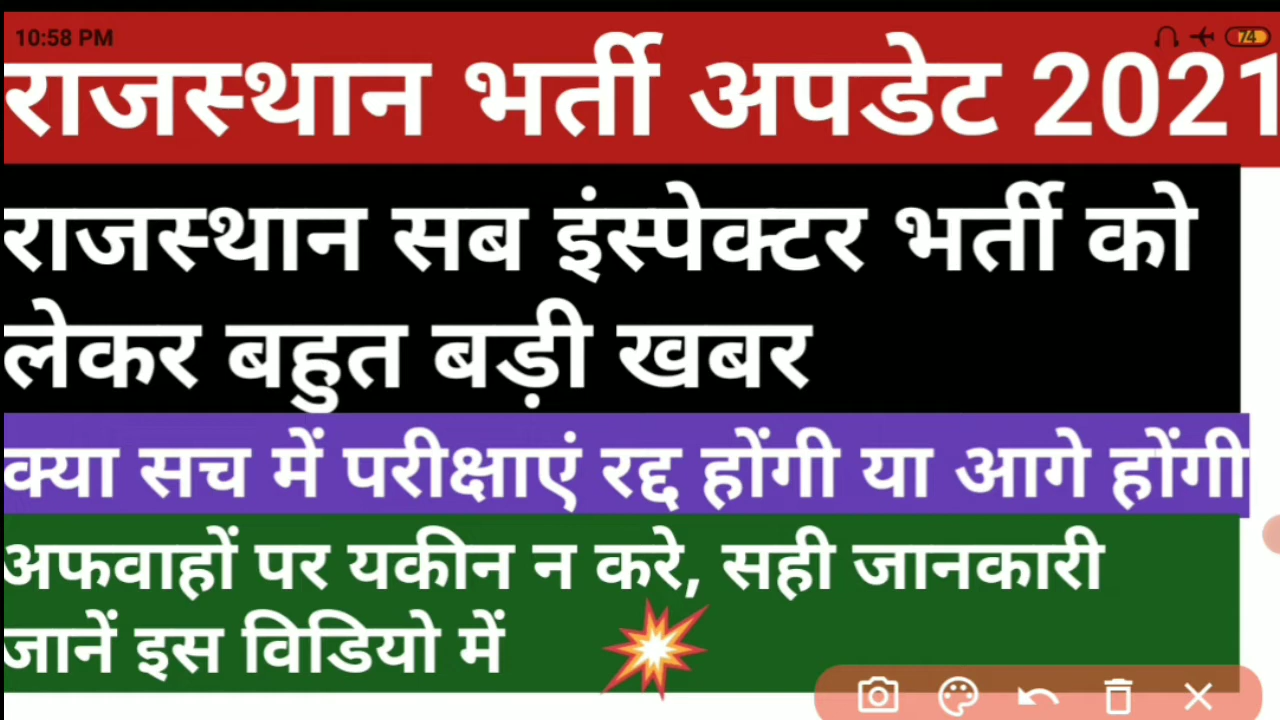 10:58 PM
74
राजस्थान भर्ती अपडेट 2021
राजस्थान सब इंस्पेक्टर भर्ती को
लेकर बहुत बड़ी खबर
क्या सच में परीक्षाएं रद्द होंगी या आगे होंगी
अफवाहों पर यकीन न करे, सही जानकारी
जानें इस विडियो में